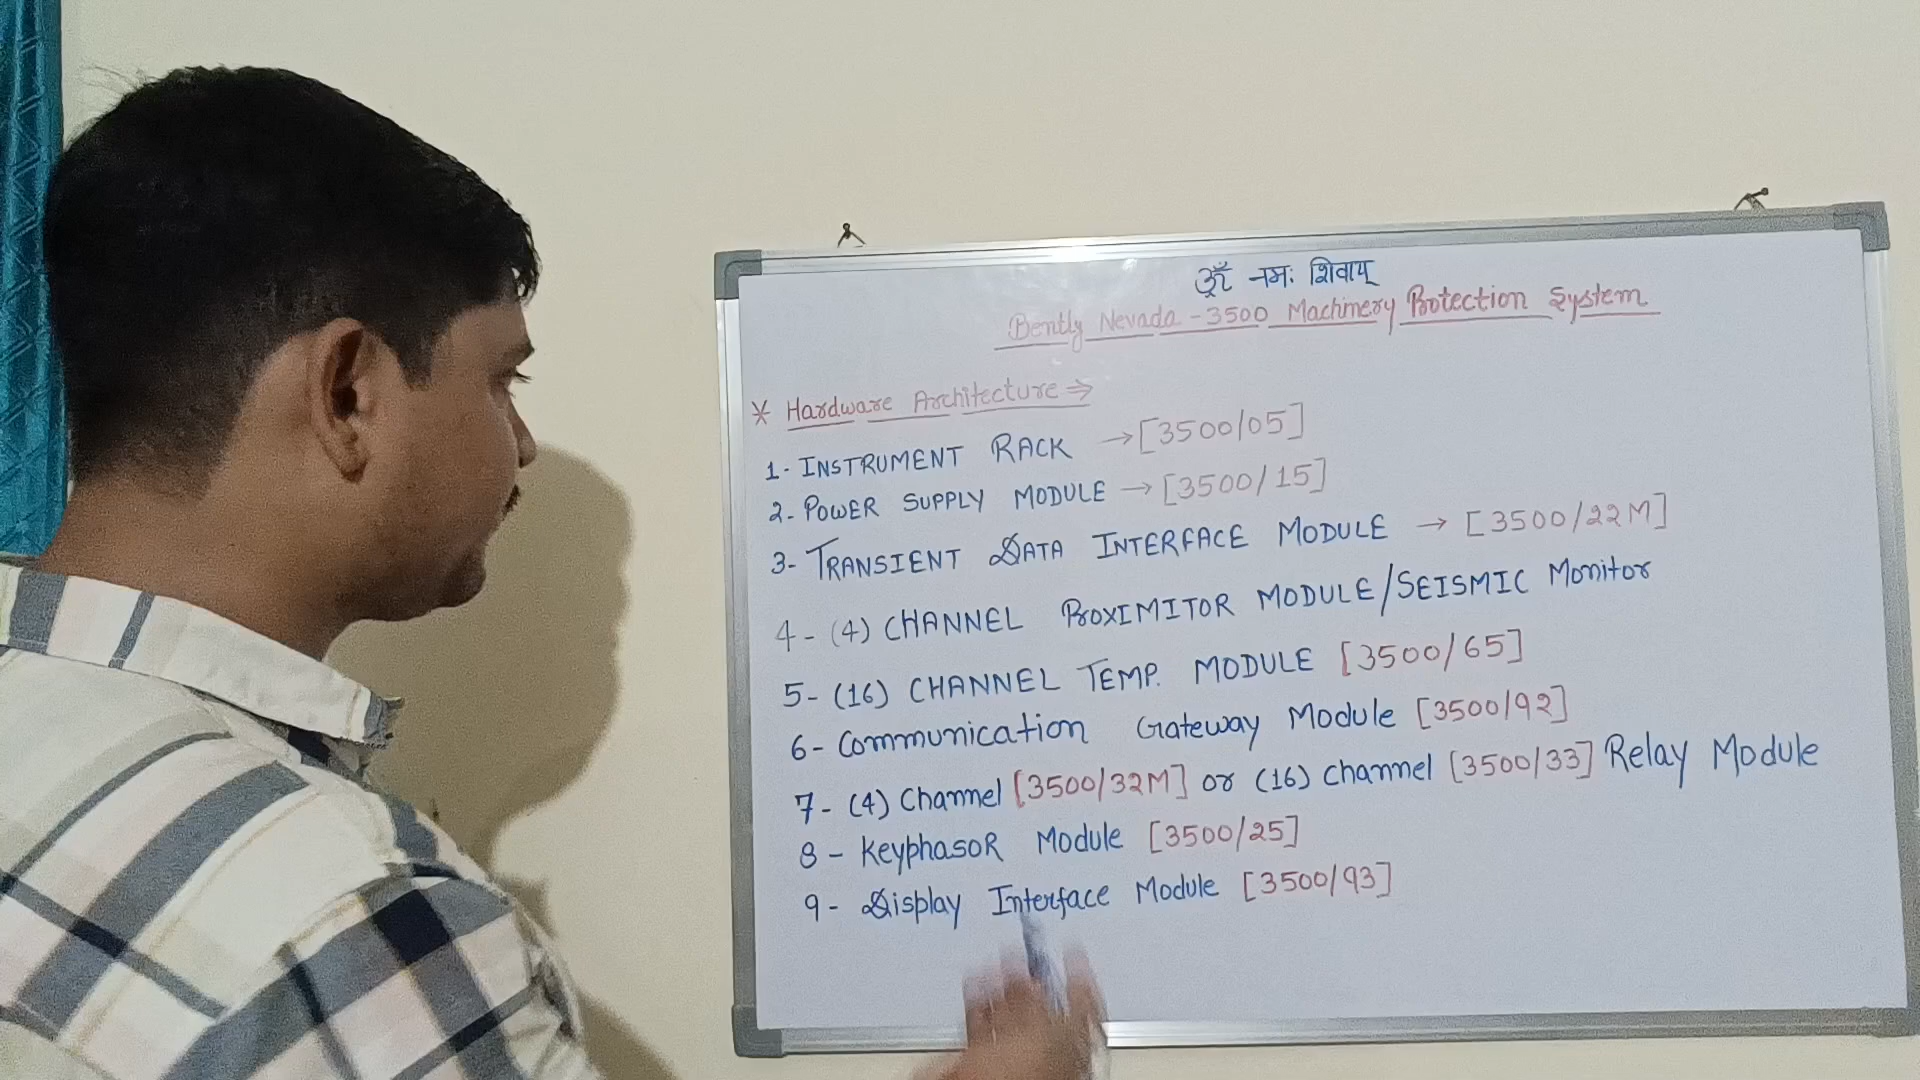 ॐ नमः शिवाय्
Bently Nevada - 3500 Machinery Protection System
* Hardware Architecture ⇒
1- INSTRUMENT RACK → [3500/05]
2- POWER SUPPLY MODULE → [3500/15]
3- TRANSIENT DATA INTERFACE MODULE → [3500/22M]
4- (4) CHANNEL PROXIMITOR MODULE/SEISMIC Monitor
5- (16) CHANNEL TEMP. MODULE [3500/65]
6- Communication Gateway Module [3500/92]
7- (4) Channel [3500/32M] or (16) Channel [3500/33] Relay Module
8- KeyphasoR Module [3500/25]
9- Display Interface Module [3500/93]